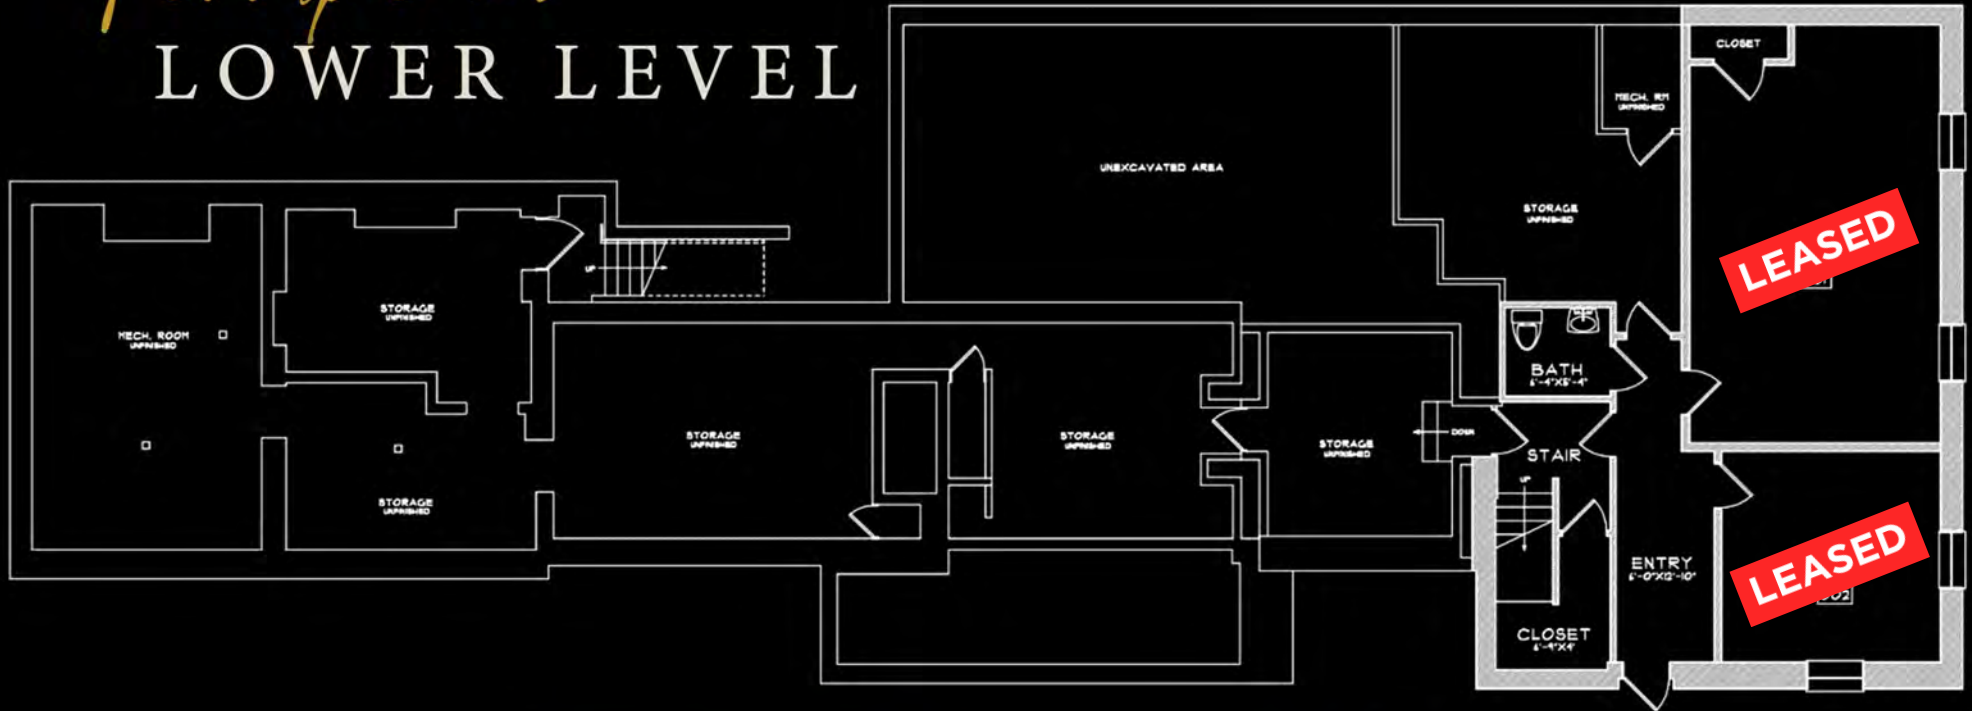 LOWER LEVEL
CLOSET
MECH. RM
UNFINISHED
UNEXCAVATED AREA
STORAGE
UNFINISHED
LEASED
UP
STORAGE
UNFINISHED
MECH. ROOM
UNFINISHED
BATH
6'-4"X5'-4"
STORAGE
UNFINISHED
STORAGE
UNFINISHED
STORAGE
UNFINISHED
DOWN
STAIR
UP
STORAGE
UNFINISHED
ENTRY
6'-0"X12'-10"
LEASED
CLOSET
6'-9"X4'